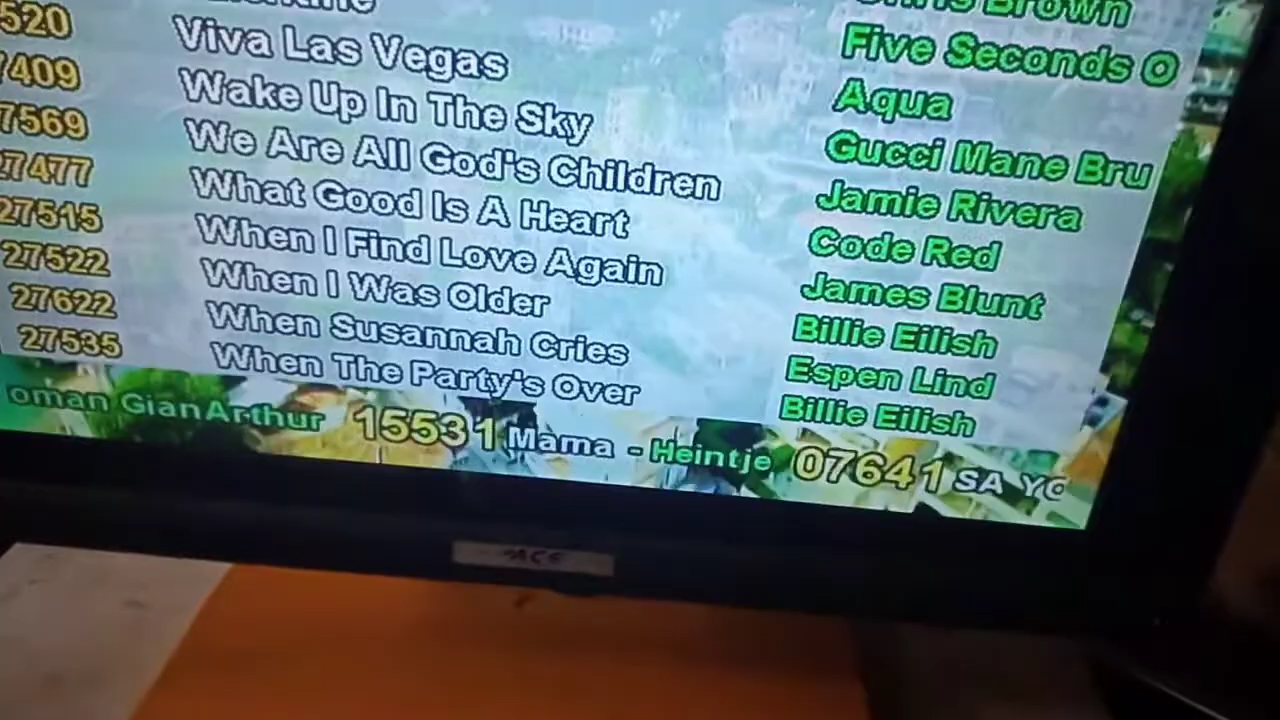 Brown
Five Seconds O
520 Viva Las Vegas Aqua
7409 Wake Up In The Sky Gucci Mane Bru
7569 We Are All God's Children Jamie Rivera
27477 What Good Is A Heart Code Red
27515 When I Find Love Again James Blunt
27522 When I Was Older Billie Eilish
27622 When Susannah Cries Espen Lind
27535 When The Party's Over Billie Eilish
oman GianArthur 15531 Mama - Heintje 07641 SA YO